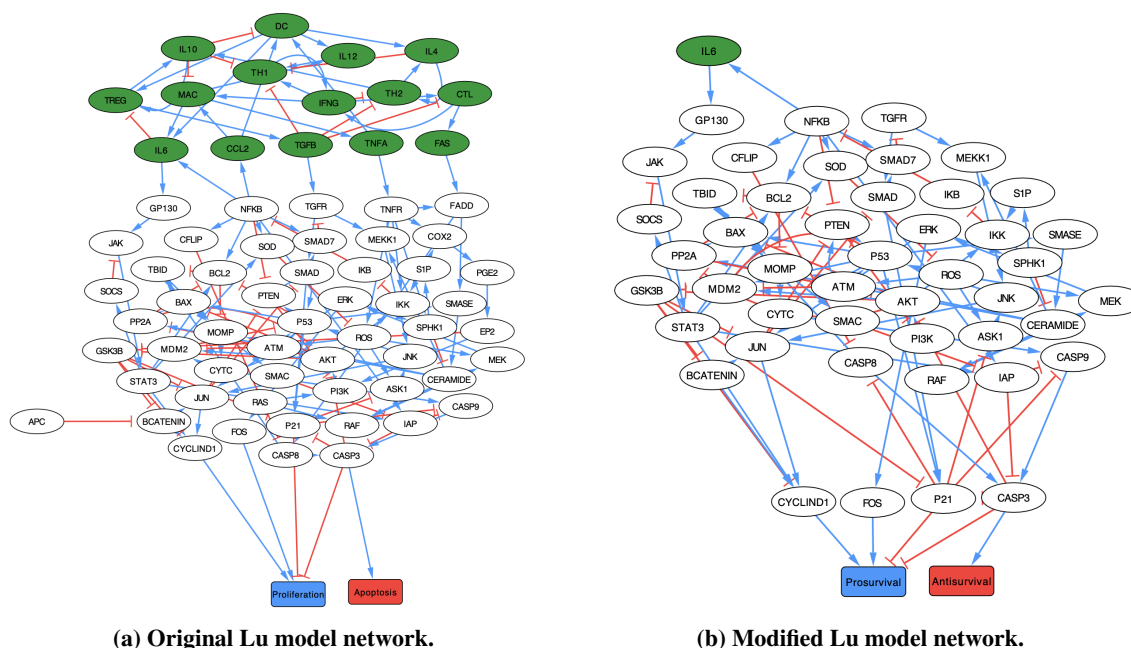 DC
IL10
IL12
IL4
TH1
TREG
MAC
IFNG
TH2
CTL
IL6
CCL2
TGFB
TNFA
FAS
GP130
NFKB
TGFR
TNFR
FADD
JAK
CFLIP
SOD
SMAD7
MEKK1
COX2
TBID
BCL2
SMAD
IKB
S1P
PGE2
SOCS
BAX
PTEN
ERK
IKK
SMASE
PP2A
MOMP
P53
ROS
SPHK1
EP2
GSK3B
MDM2
ATM
AKT
JNK
MEK
STAT3
CYTC
SMAC
PI3K
ASK1
CERAMIDE
APC
BCATENIN
JUN
RAS
P21
RAF
IAP
CASP9
CYCLIND1
FOS
CASP8
CASP3
Proliferation
Apoptosis
(a) Original Lu model network.
IL6
GP130
NFKB
TGFR
JAK
CFLIP
SOD
SMAD7
MEKK1
TBID
BCL2
SMAD
IKB
S1P
SOCS
BAX
PTEN
ERK
IKK
SMASE
PP2A
MOMP
P53
ROS
SPHK1
GSK3B
MDM2
ATM
AKT
JNK
MEK
STAT3
CYTC
SMAC
CERAMIDE
JUN
PI3K
ASK1
BCATENIN
CASP8
RAF
IAP
CASP9
CYCLIND1
FOS
P21
CASP3
Prosurvival
Antisurvival
(b) Modified Lu model network.